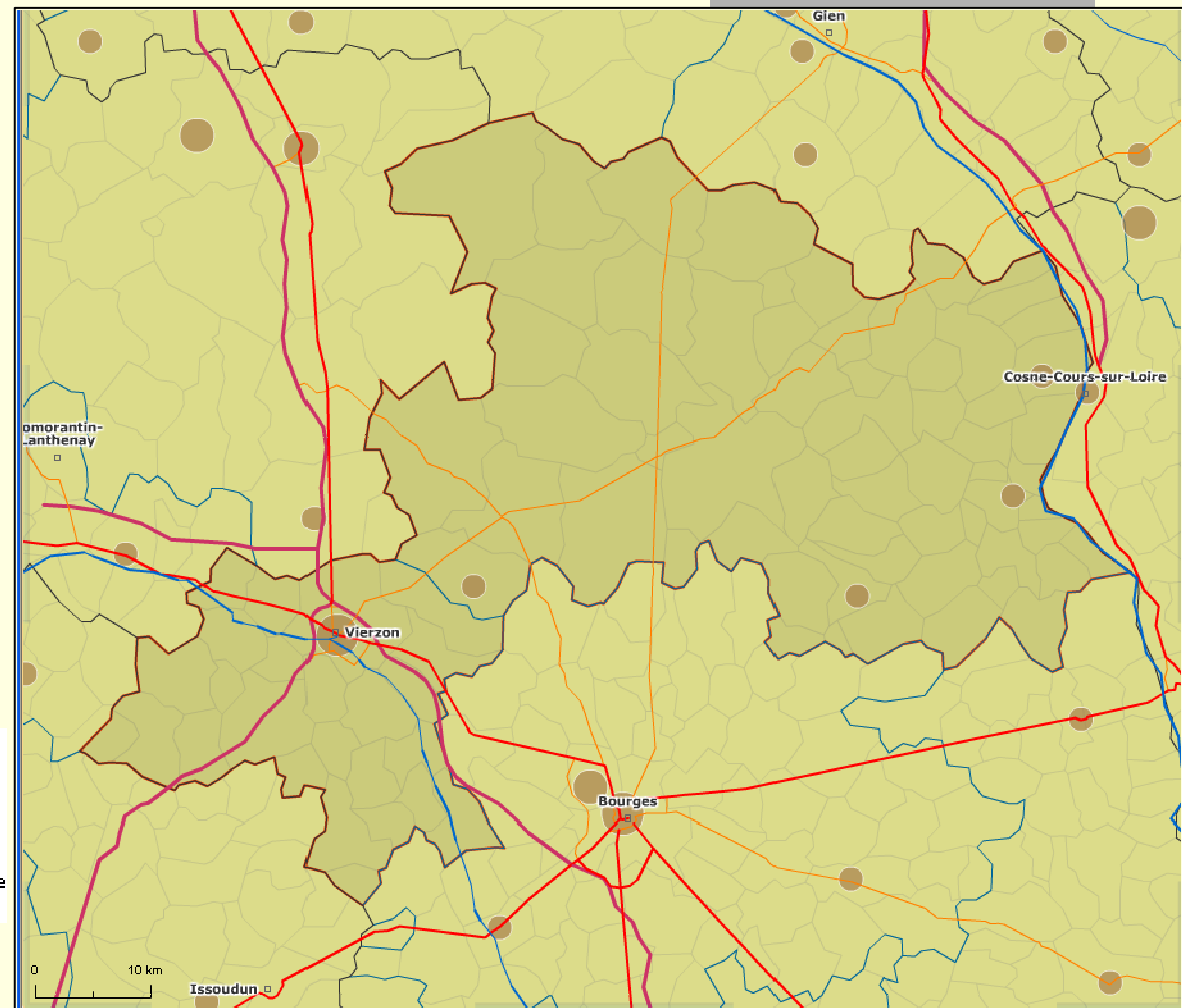 Gien
Cosne-Cours-sur-Loire
omorantin-
Lanthenay
Vierzon
Bourges
Issoudun
0 10 km